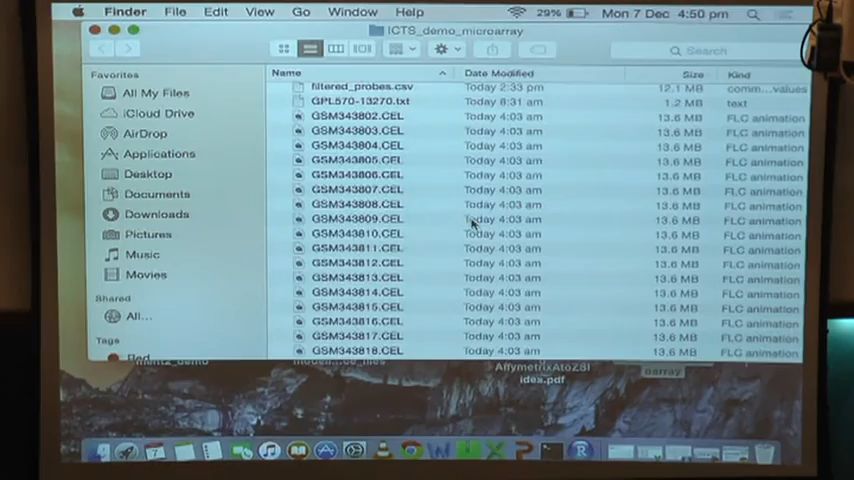 Finder File Edit View Go Window Help 29% Mon 7 Dec 4:50 pm
ICTS_demo_microarray
Search
Favorites
All My Files
iCloud Drive
AirDrop
Applications
Desktop
Documents
Downloads
Pictures
Music
Movies
Shared
All...
Tags
Red
Name Date Modified Size Kind
filtered_probes.csv Today 2:33 pm 12.1 MB comm...values
GPL570-13270.txt Today 8:31 am 1.2 MB text
GSM343802.CEL Today 4:03 am 13.6 MB FLC animation
GSM343803.CEL Today 4:03 am 13.6 MB FLC animation
GSM343804.CEL Today 4:03 am 13.6 MB FLC animation
GSM343805.CEL Today 4:03 am 13.6 MB FLC animation
GSM343806.CEL Today 4:03 am 13.6 MB FLC animation
GSM343807.CEL Today 4:03 am 13.6 MB FLC animation
GSM343808.CEL Today 4:03 am 13.6 MB FLC animation
GSM343809.CEL Today 4:03 am 13.6 MB FLC animation
GSM343810.CEL Today 4:03 am 13.6 MB FLC animation
GSM343811.CEL Today 4:03 am 13.6 MB FLC animation
GSM343812.CEL Today 4:03 am 13.6 MB FLC animation
GSM343813.CEL Today 4:03 am 13.6 MB FLC animation
GSM343814.CEL Today 4:03 am 13.6 MB FLC animation
GSM343815.CEL Today 4:03 am 13.6 MB FLC animation
GSM343816.CEL Today 4:03 am 13.6 MB FLC animation
GSM343817.CEL Today 4:03 am 13.6 MB FLC animation
GSM343818.CEL Today 4:03 am 13.6 MB FLC animation
AffymetrixAtoZSl
idea.pdf